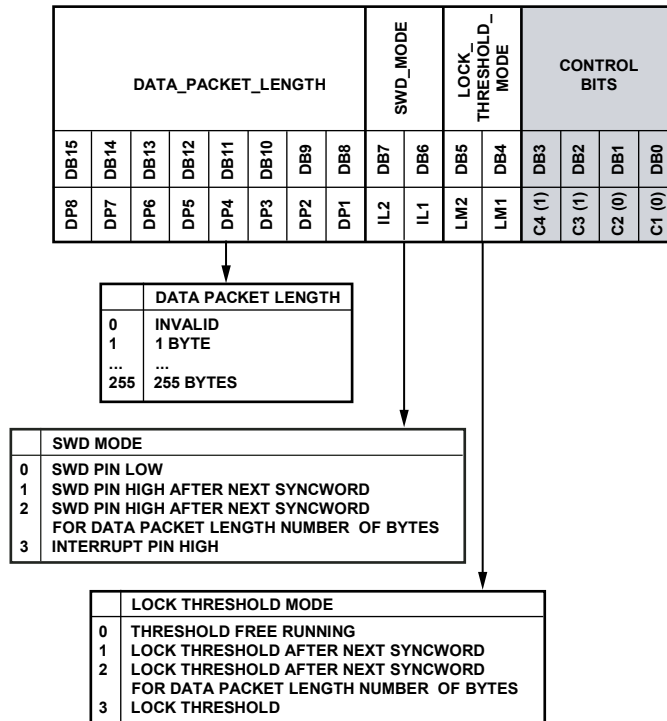 DATA_PACKET_LENGTH
SWD_MODE
LOCK_
THRESHOLD_
MODE
CONTROL
BITS
DB15 DB14 DB13 DB12 DB11 DB10 DB9 DB8 DB7 DB6 DB5 DB4 DB3 DB2 DB1 DB0
DP8 DP7 DP6 DP5 DP4 DP3 DP2 DP1 IL2 IL1 LM2 LM1 C4 (1) C3 (1) C2 (0) C1 (0)
DATA PACKET LENGTH
0 INVALID
1 1 BYTE
... ...
255 255 BYTES
SWD MODE
0 SWD PIN LOW
1 SWD PIN HIGH AFTER NEXT SYNCWORD
2 SWD PIN HIGH AFTER NEXT SYNCWORD
FOR DATA PACKET LENGTH NUMBER OF BYTES
3 INTERRUPT PIN HIGH
LOCK THRESHOLD MODE
0 THRESHOLD FREE RUNNING
1 LOCK THRESHOLD AFTER NEXT SYNCWORD
2 LOCK THRESHOLD AFTER NEXT SYNCWORD
FOR DATA PACKET LENGTH NUMBER OF BYTES
3 LOCK THRESHOLD